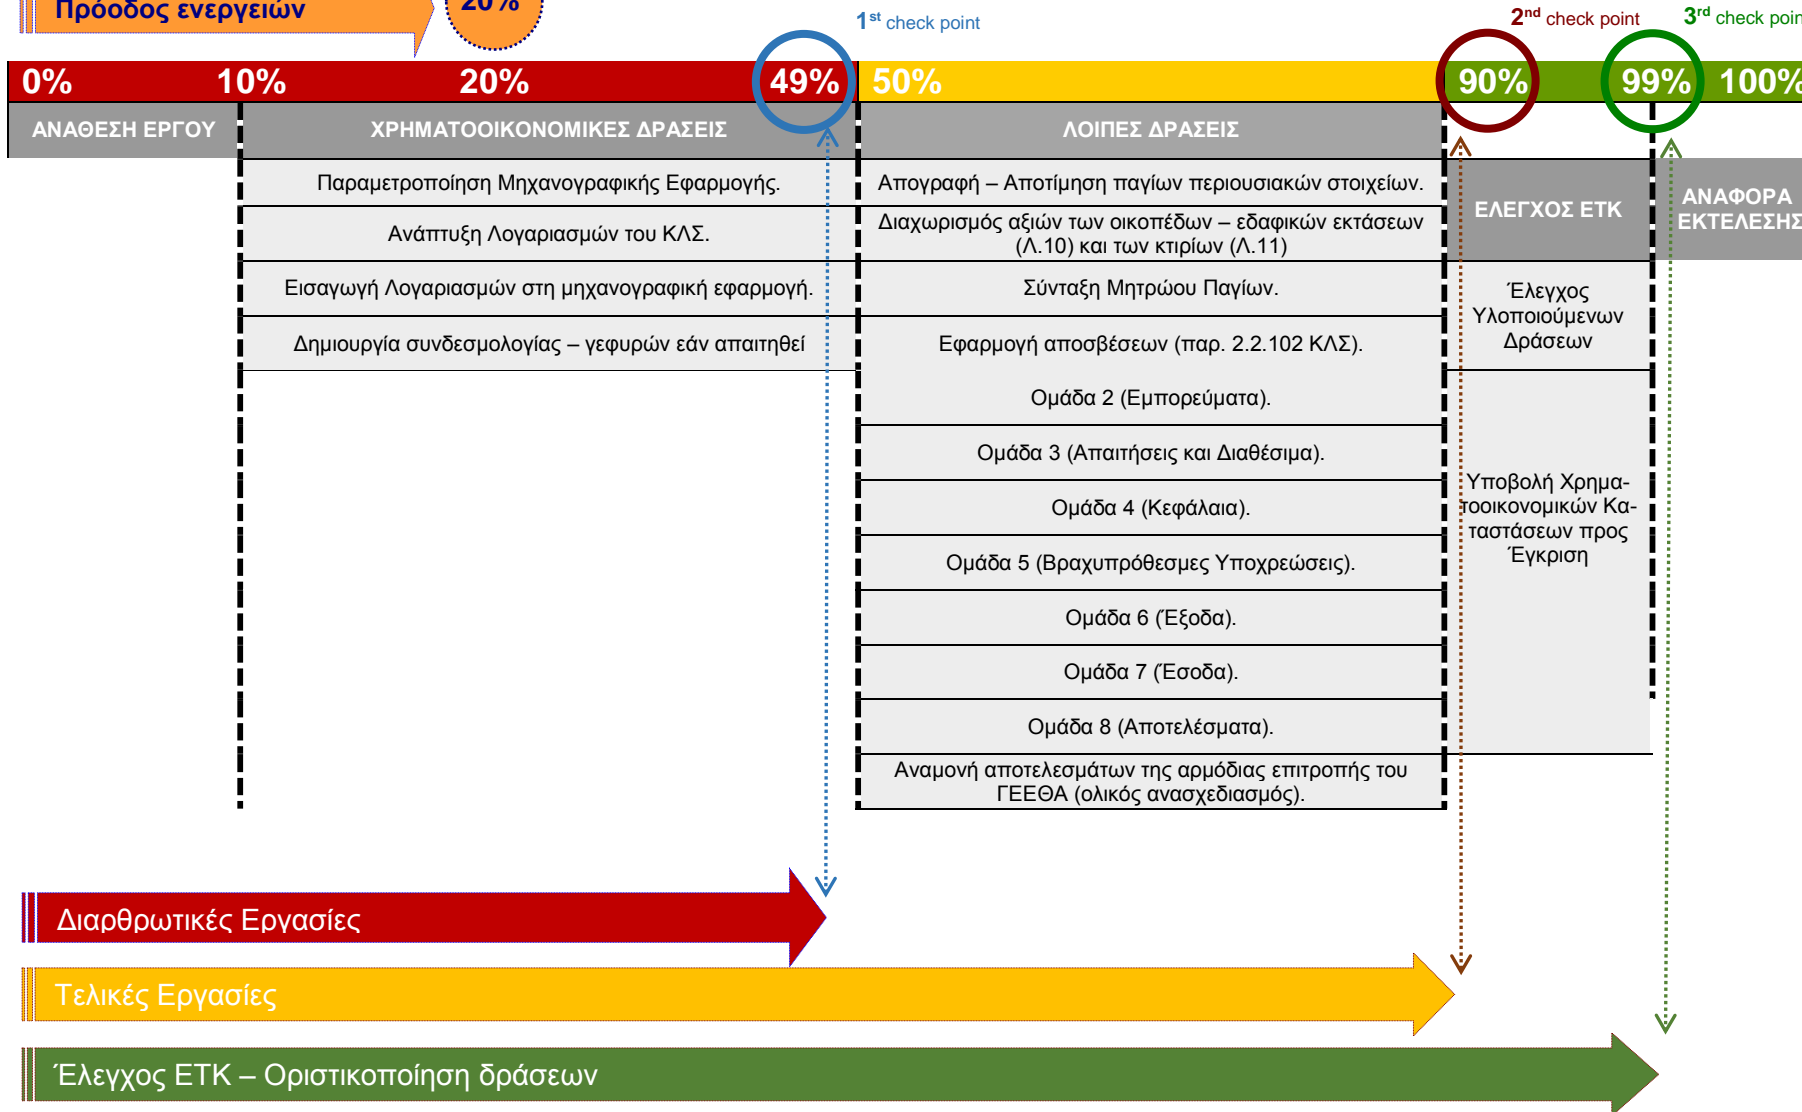 Πρόοδος ενεργειών
20%
1st check point
2nd check point
3rd check poin
0% 10% 20% 49% 50% 90% 99% 100%
ΑΝΑΘΕΣΗ ΕΡΓΟΥ
ΧΡΗΜΑΤΟΟΙΚΟΝΟΜΙΚΕΣ ΔΡΑΣΕΙΣ
ΛΟΙΠΕΣ ΔΡΑΣΕΙΣ
Παραμετροποίηση Μηχανογραφικής Εφαρμογής.
Ανάπτυξη Λογαριασμών του ΚΛΣ.
Εισαγωγή Λογαριασμών στη μηχανογραφική εφαρμογή.
Δημιουργία συνδεσμολογίας – γεφυρών εάν απαιτηθεί
Απογραφή – Αποτίμηση παγίων περιουσιακών στοιχείων.
Διαχωρισμός αξιών των οικοπέδων – εδαφικών εκτάσεων
(Λ.10) και των κτιρίων (Λ.11)
Σύνταξη Μητρώου Παγίων.
Εφαρμογή αποσβέσεων (παρ. 2.2.102 ΚΛΣ).
Ομάδα 2 (Εμπορεύματα).
Ομάδα 3 (Απαιτήσεις και Διαθέσιμα).
Ομάδα 4 (Κεφάλαια).
Ομάδα 5 (Βραχυπρόθεσμες Υποχρεώσεις).
Ομάδα 6 (Έξοδα).
Ομάδα 7 (Έσοδα).
Ομάδα 8 (Αποτελέσματα).
Αναμονή αποτελεσμάτων της αρμόδιας επιτροπής του
ΓΕΕΘΑ (ολικός ανασχεδιασμός).
ΕΛΕΓΧΟΣ ΕΤΚ
Έλεγχος
Υλοποιούμενων
Δράσεων
Υποβολή Χρημα-
τοοικονομικών Κα-
ταστάσεων προς
Έγκριση
ΑΝΑΦΟΡΑ
ΕΚΤΕΛΕΣΗΣ
Διαρθρωτικές Εργασίες
Τελικές Εργασίες
Έλεγχος ΕΤΚ – Οριστικοποίηση δράσεων